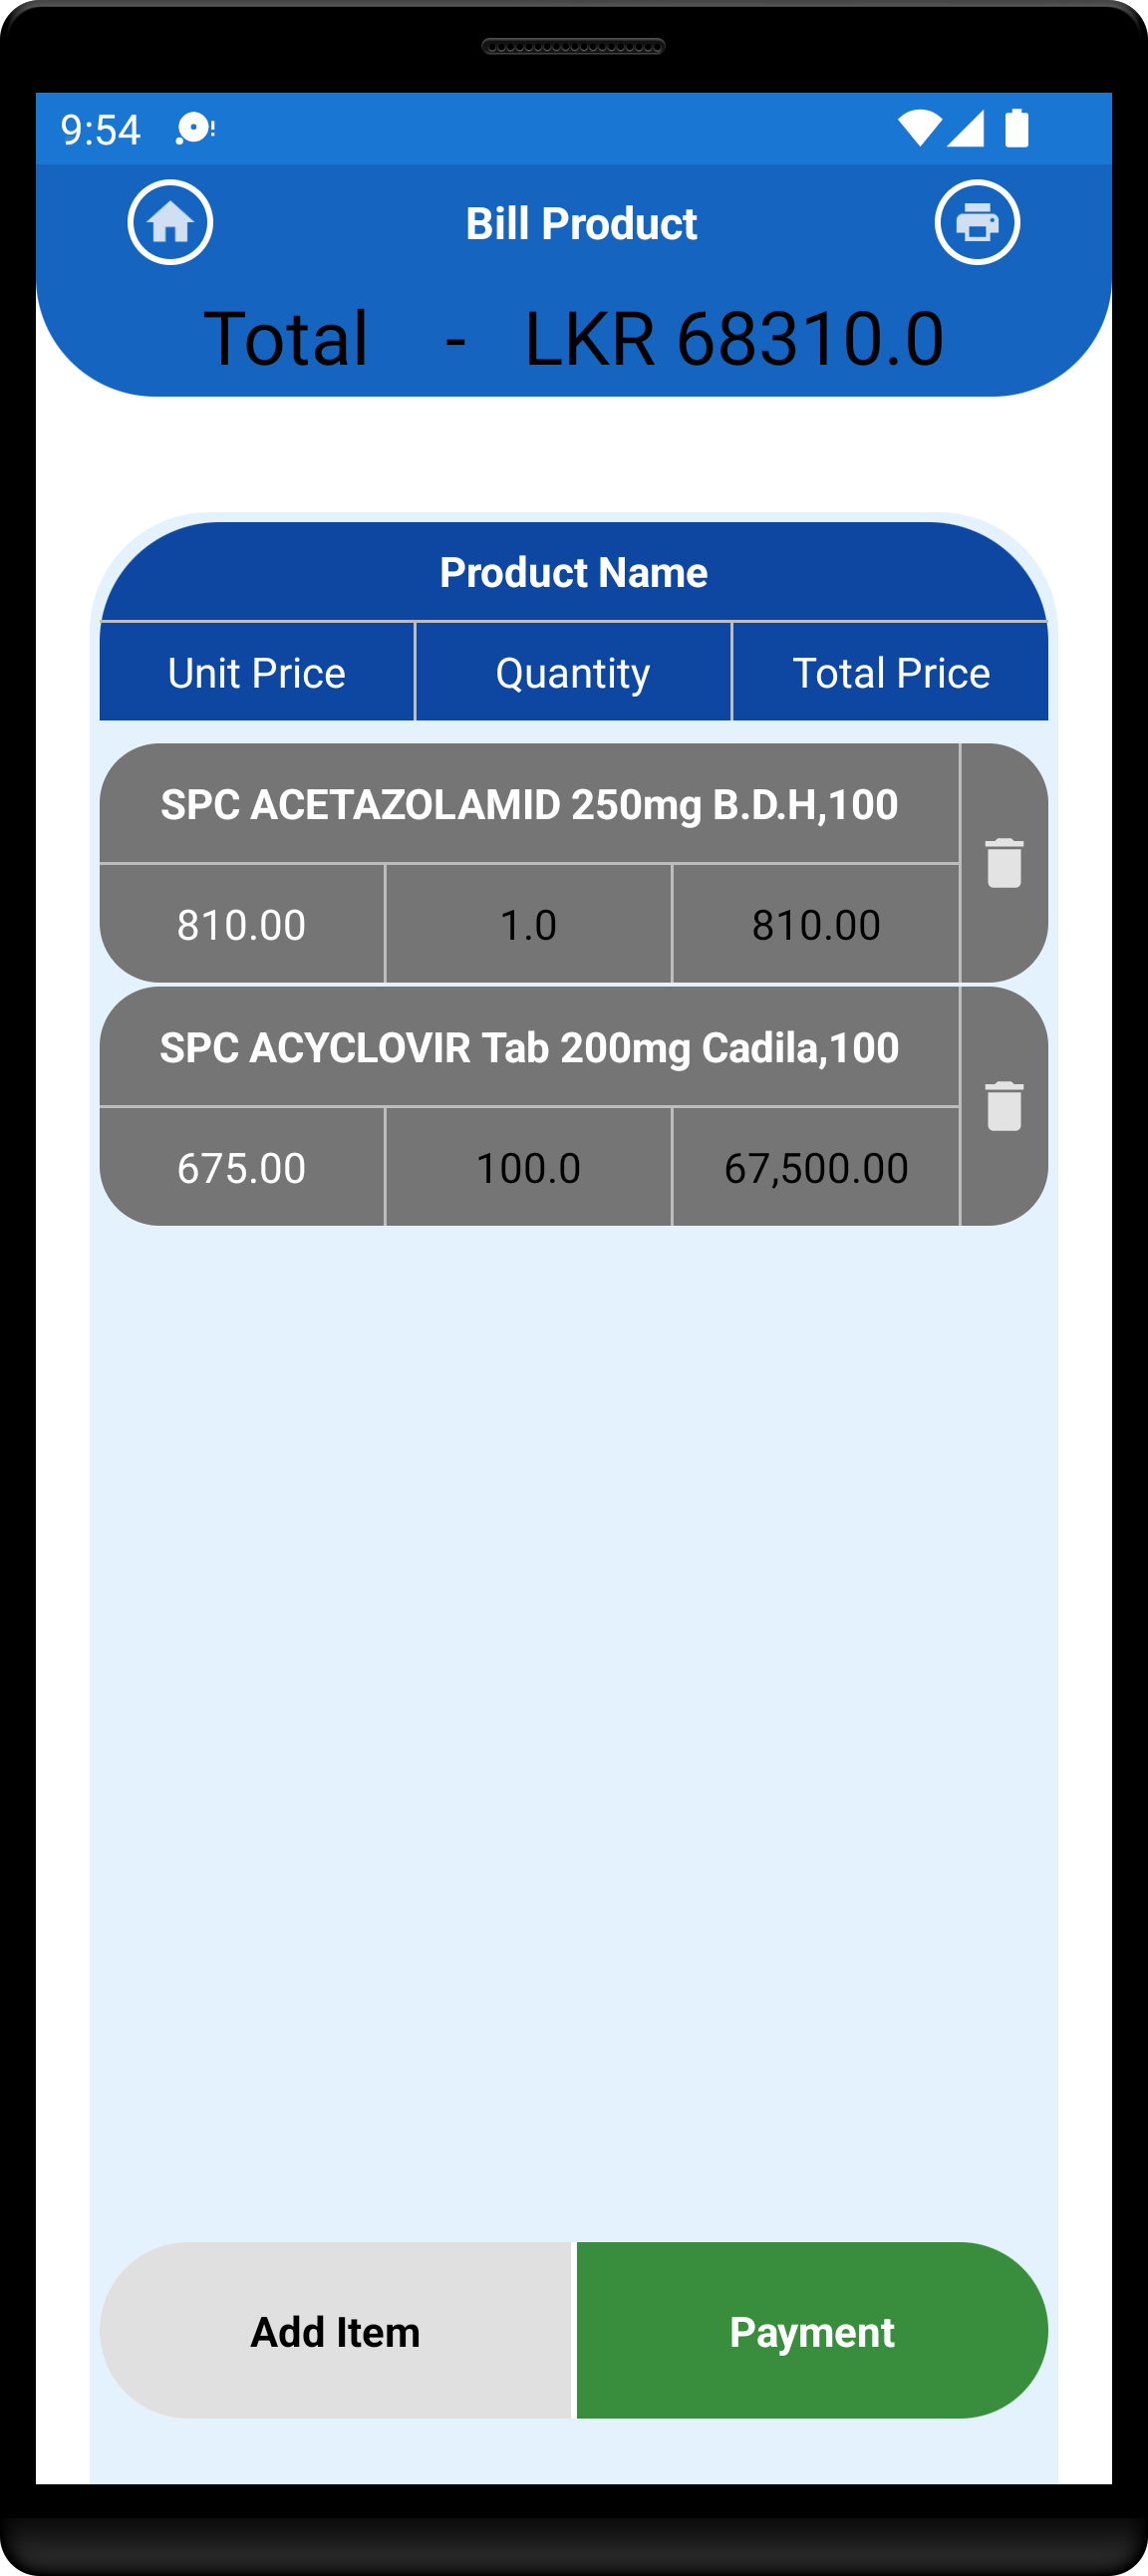 9:54
Bill Product
Total - LKR 68310.0
Product Name
Unit Price Quantity Total Price
SPC ACETAZOLAMID 250mg B.D.H,100
810.00 1.0 810.00
SPC ACYCLOVIR Tab 200mg Cadila,100
675.00 100.0 67,500.00
Add Item Payment